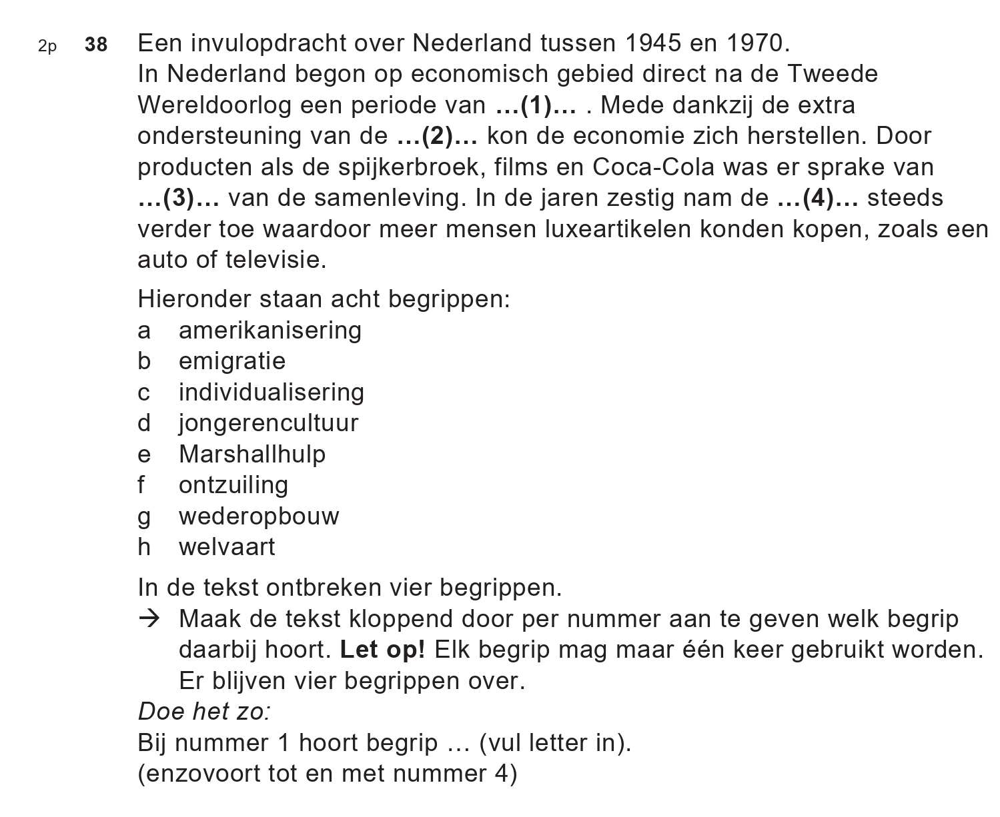 2p 38 Een invulopdracht over Nederland tussen 1945 en 1970.
In Nederland begon op economisch gebied direct na de Tweede
Wereldoorlog een periode van …(1)… . Mede dankzij de extra
ondersteuning van de …(2)… kon de economie zich herstellen. Door
producten als de spijkerbroek, films en Coca-Cola was er sprake van
…(3)… van de samenleving. In de jaren zestig nam de …(4)… steeds
verder toe waardoor meer mensen luxeartikelen konden kopen, zoals een
auto of televisie.
Hieronder staan acht begrippen:
a amerikanisering
b emigratie
c individualisering
d jongerencultuur
e Marshallhulp
f ontzuiling
g wederopbouw
h welvaart
In de tekst ontbreken vier begrippen.
→ Maak de tekst kloppend door per nummer aan te geven welk begrip
daarbij hoort. Let op! Elk begrip mag maar één keer gebruikt worden.
Er blijven vier begrippen over.
Doe het zo:
Bij nummer 1 hoort begrip … (vul letter in).
(enzovoort tot en met nummer 4)